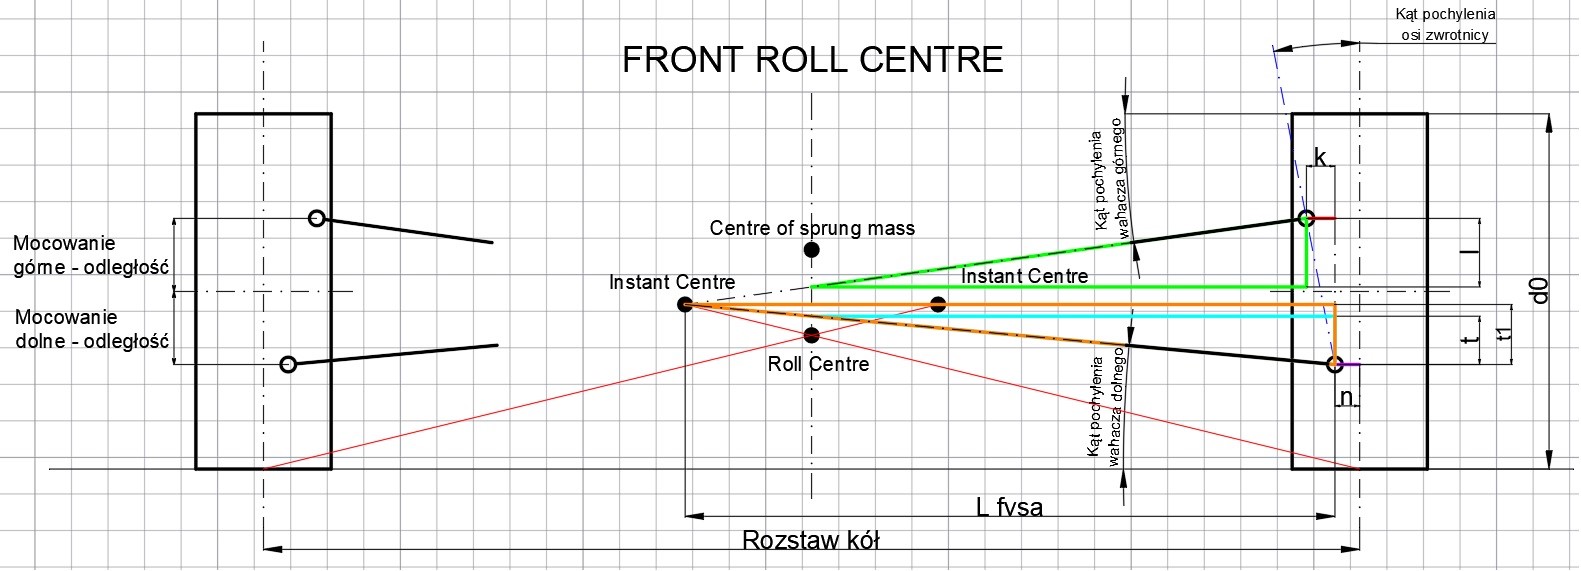 Kąt pochylenia
osi zwrotnicy
FRONT ROLL CENTRE
Kąt pochylenia
wahacza górnego
k
Mocowanie
górne - odległość
Centre of sprung mass
Instant Centre
Instant Centre
l
d0
Mocowanie
dolne - odległość
Roll Centre
t
t1
Kąt pochylenia
wahacza dolnego
n
L fvsa
Rozstaw kół